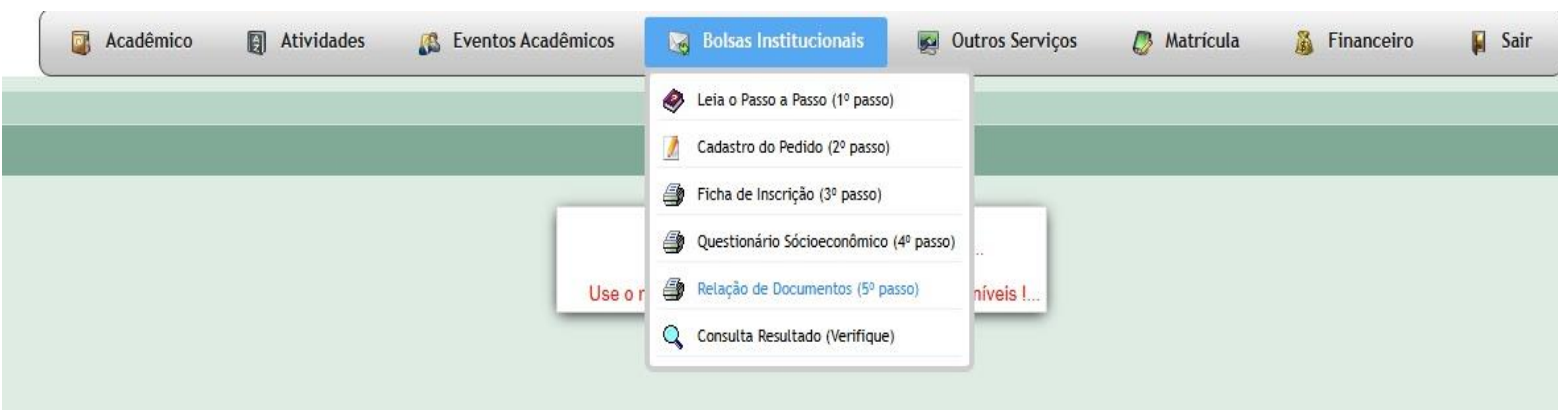 Acadêmico Atividades Eventos Acadêmicos Bolsas Institucionais Outros Serviços Matrícula Financeiro Sair
Leia o Passo a Passo (1º passo)
Cadastro do Pedido (2º passo)
Ficha de Inscrição (3º passo)
Questionário Sócioeconômico (4º passo)
...
Relação de Documentos (5º passo)
Use o níveis !...
Consulta Resultado (Verifique)